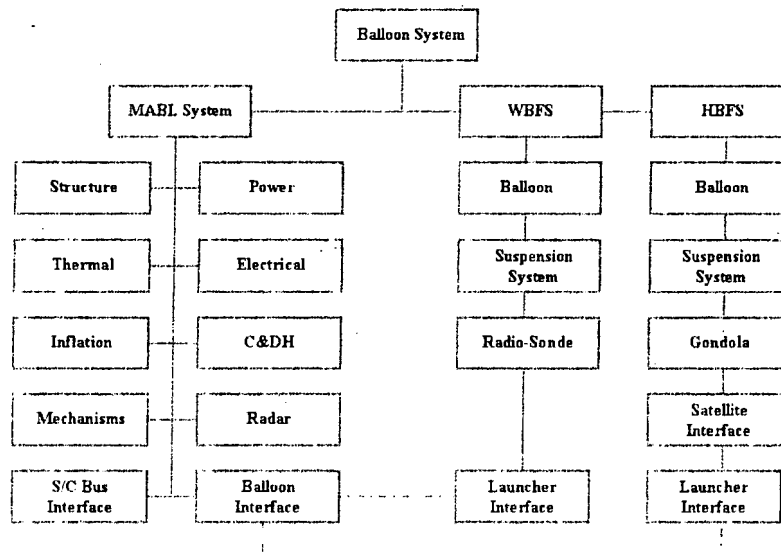 Balloon System
MABL System
WBFS
HBFS
Structure
Power
Balloon
Balloon
Thermal
Electrical
Suspension
System
Suspension
System
Inflation
C&DH
Radio-Sonde
Gondola
Mechanisms
Radar
Satellite
Interface
S/C Bus
Interface
Balloon
Interface
Launcher
Interface
Launcher
Interface